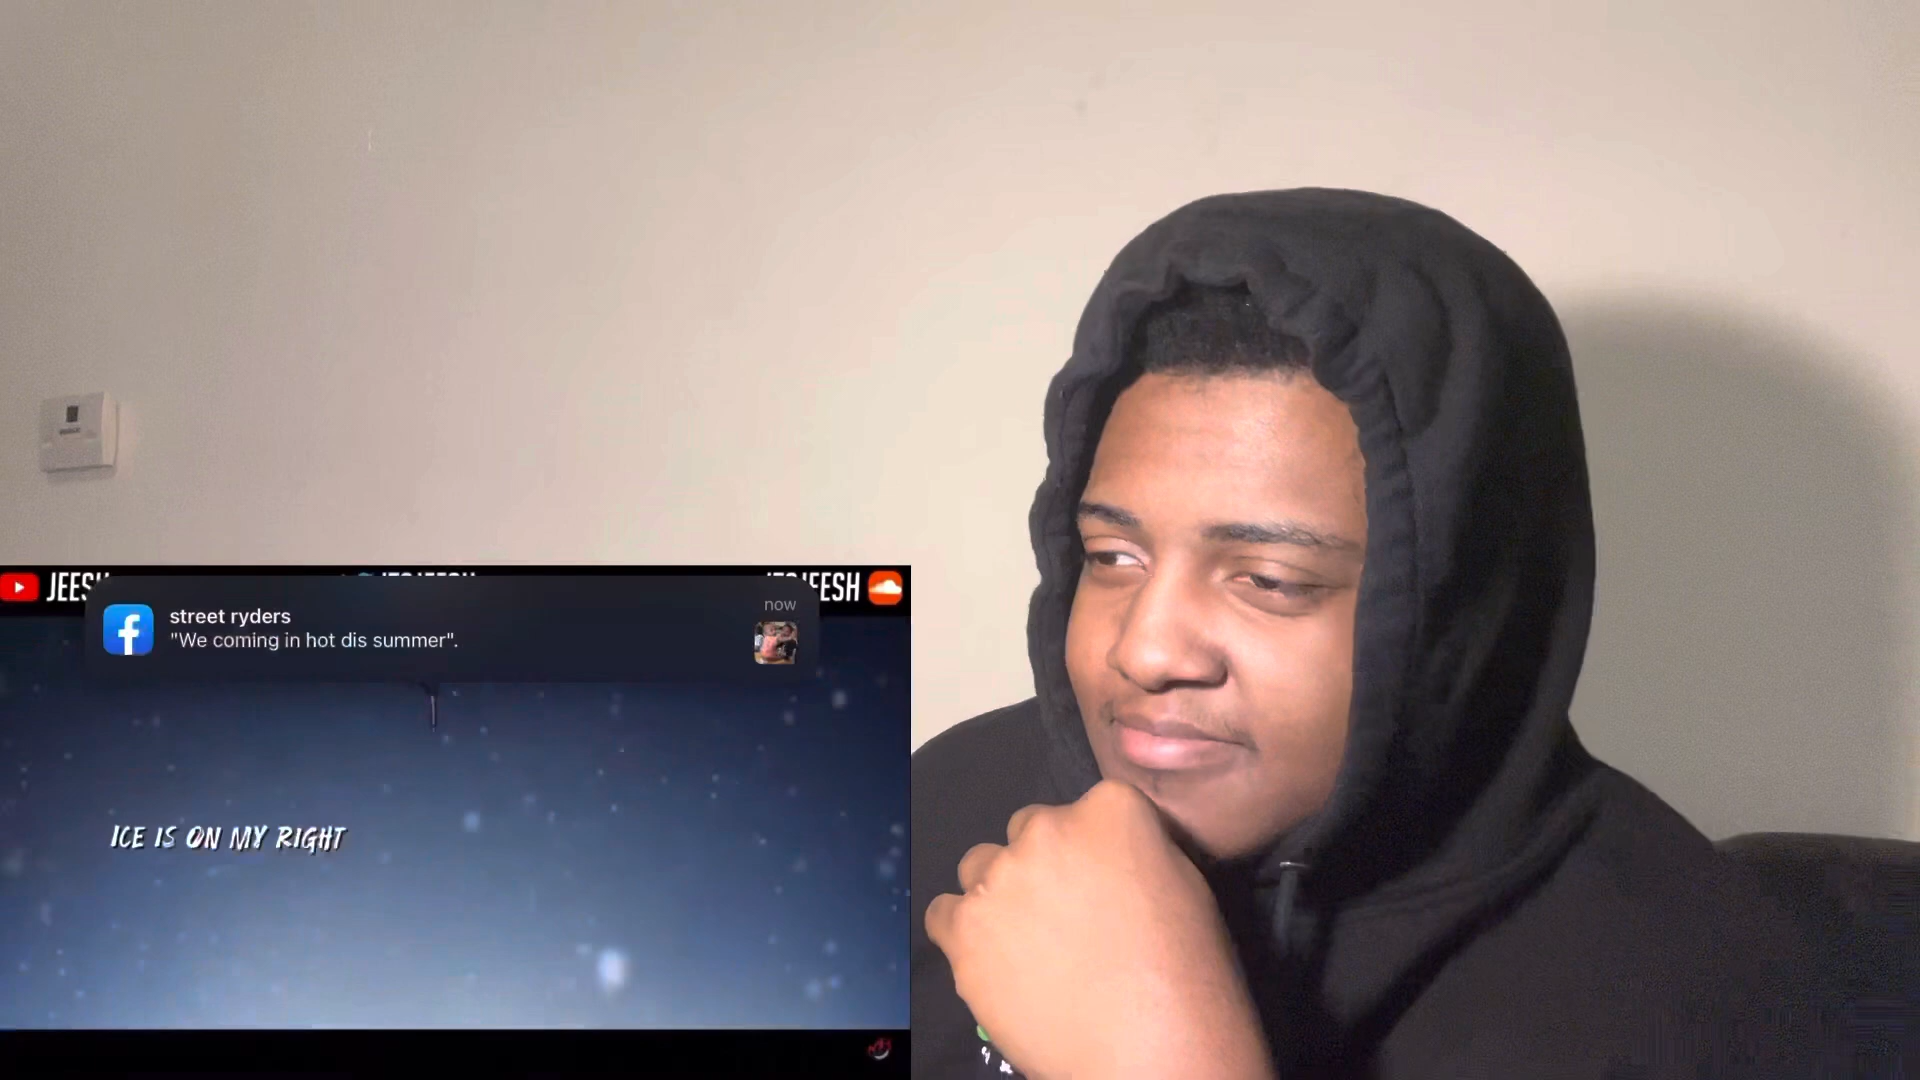 street ryders
now
"We coming in hot dis summer".
ICE IS ON MY RIGHT